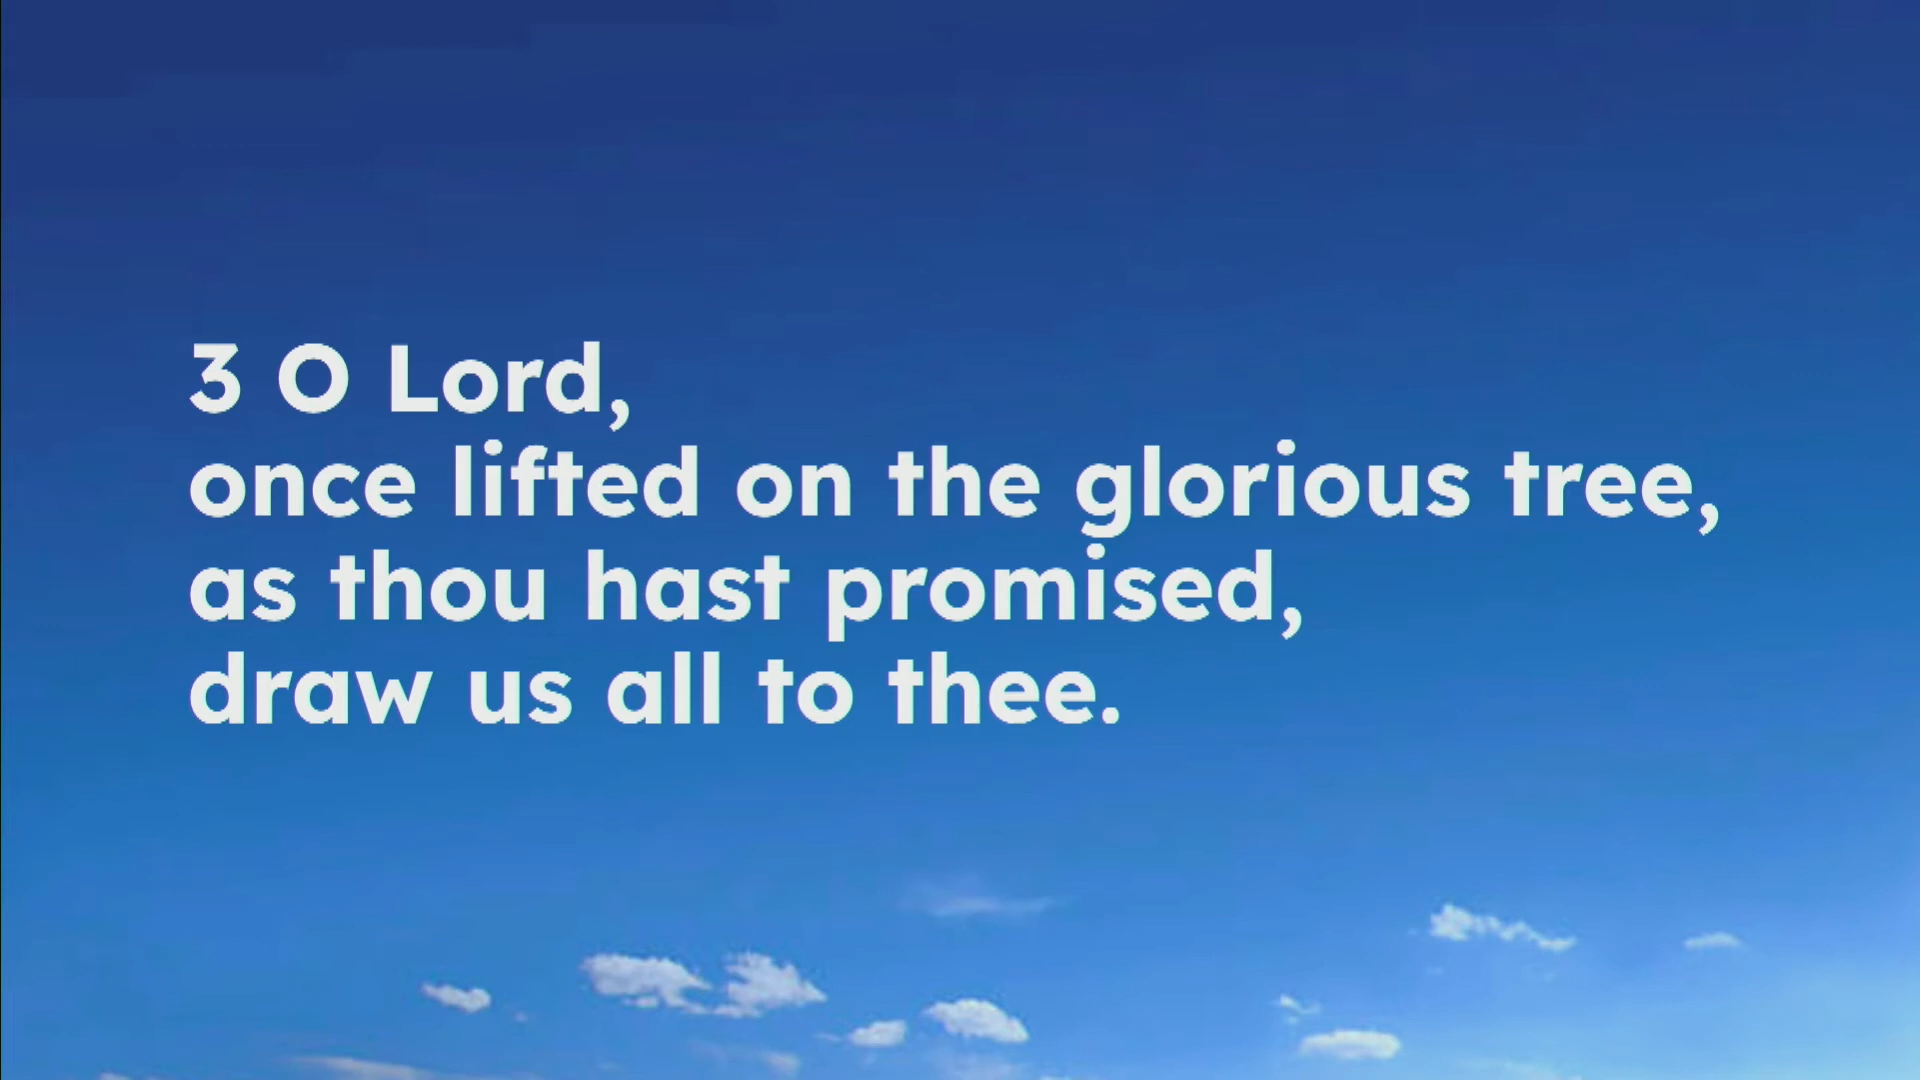 3 O Lord,
once lifted on the glorious tree,
as thou hast promised,
draw us all to thee.